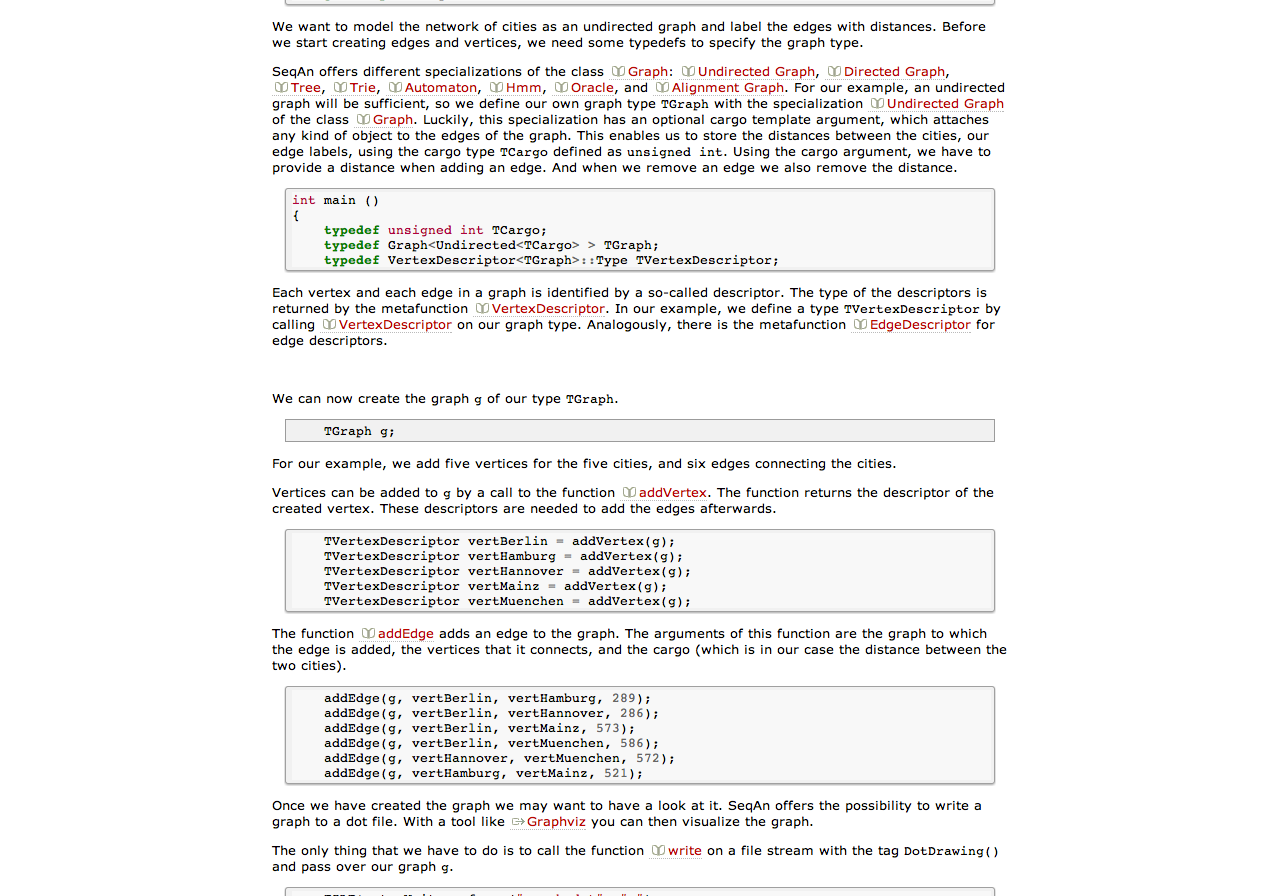 We want to model the network of cities as an undirected graph and label the edges with distances. Before
we start creating edges and vertices, we need some typedefs to specify the graph type.
SeqAn offers different specializations of the class Graph: Undirected Graph, Directed Graph,
Tree, Trie, Automaton, Hmm, Oracle, and Alignment Graph. For our example, an undirected
graph will be sufficient, so we define our own graph type TGraph with the specialization Undirected Graph
of the class Graph. Luckily, this specialization has an optional cargo template argument, which attaches
any kind of object to the edges of the graph. This enables us to store the distances between the cities, our
edge labels, using the cargo type TCargo defined as unsigned int. Using the cargo argument, we have to
provide a distance when adding an edge. And when we remove an edge we also remove the distance.
int main ()
{
    typedef unsigned int TCargo;
    typedef Graph<Undirected<TCargo> > TGraph;
    typedef VertexDescriptor<TGraph>::Type TVertexDescriptor;
Each vertex and each edge in a graph is identified by a so-called descriptor. The type of the descriptors is
returned by the metafunction VertexDescriptor. In our example, we define a type TVertexDescriptor by
calling VertexDescriptor on our graph type. Analogously, there is the metafunction EdgeDescriptor for
edge descriptors.
We can now create the graph g of our type TGraph.
    TGraph g;
For our example, we add five vertices for the five cities, and six edges connecting the cities.
Vertices can be added to g by a call to the function addVertex. The function returns the descriptor of the
created vertex. These descriptors are needed to add the edges afterwards.
    TVertexDescriptor vertBerlin = addVertex(g);
    TVertexDescriptor vertHamburg = addVertex(g);
    TVertexDescriptor vertHannover = addVertex(g);
    TVertexDescriptor vertMainz = addVertex(g);
    TVertexDescriptor vertMuenchen = addVertex(g);
The function addEdge adds an edge to the graph. The arguments of this function are the graph to which
the edge is added, the vertices that it connects, and the cargo (which is in our case the distance between the
two cities).
    addEdge(g, vertBerlin, vertHamburg, 289);
    addEdge(g, vertBerlin, vertHannover, 286);
    addEdge(g, vertBerlin, vertMainz, 573);
    addEdge(g, vertBerlin, vertMuenchen, 586);
    addEdge(g, vertHannover, vertMuenchen, 572);
    addEdge(g, vertHamburg, vertMainz, 521);
Once we have created the graph we may want to have a look at it. SeqAn offers the possibility to write a
graph to a dot file. With a tool like Graphviz you can then visualize the graph.
The only thing that we have to do is to call the function write on a file stream with the tag DotDrawing()
and pass over our graph g.